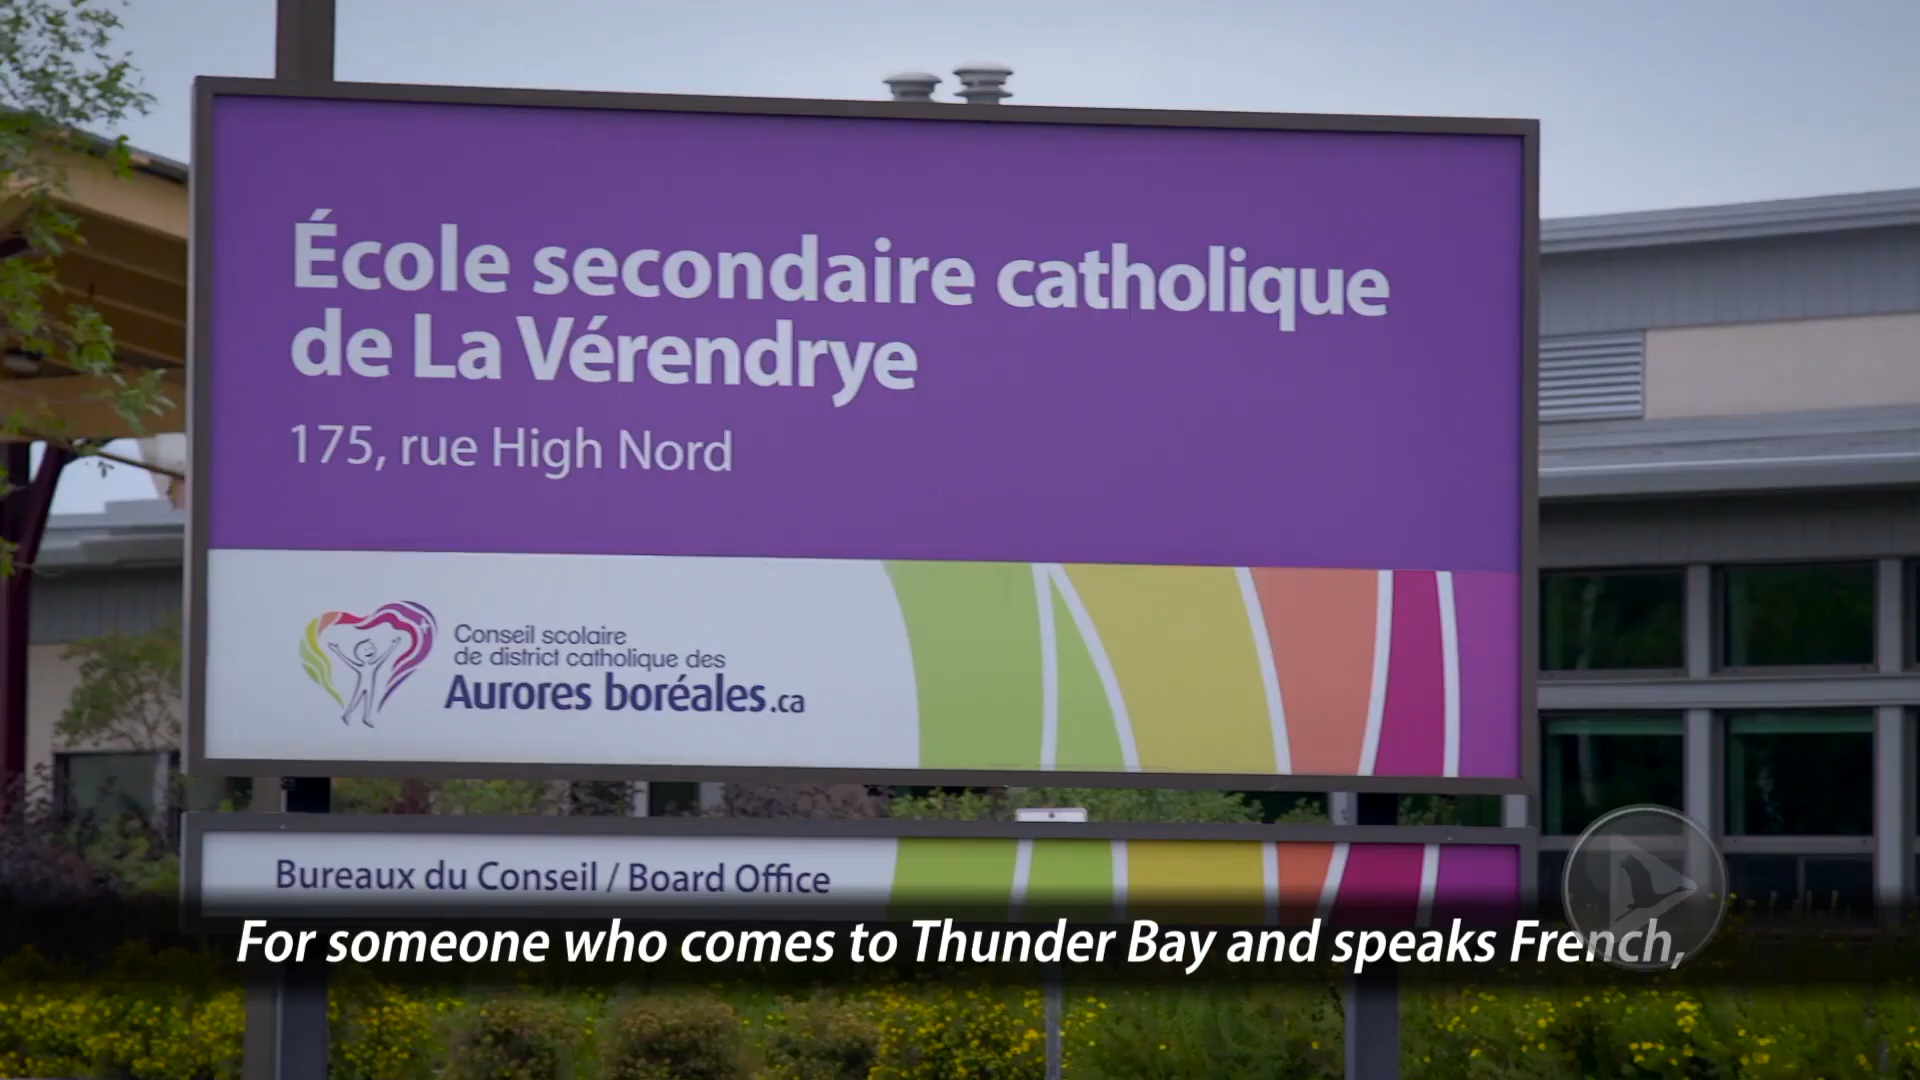 École secondaire catholique
de La Vérendrye
175, rue High Nord
Conseil scolaire
de district catholique des
Aurores boréales.ca
Bureaux du Conseil / Board Office
For someone who comes to Thunder Bay and speaks French,